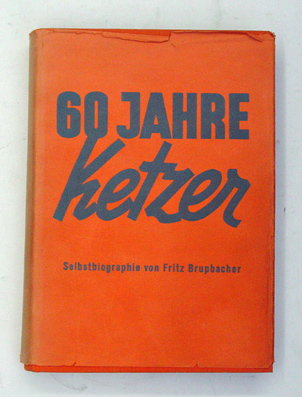 60 JAHRE
Ketzer
Selbstbiographie von Fritz Brupbacher